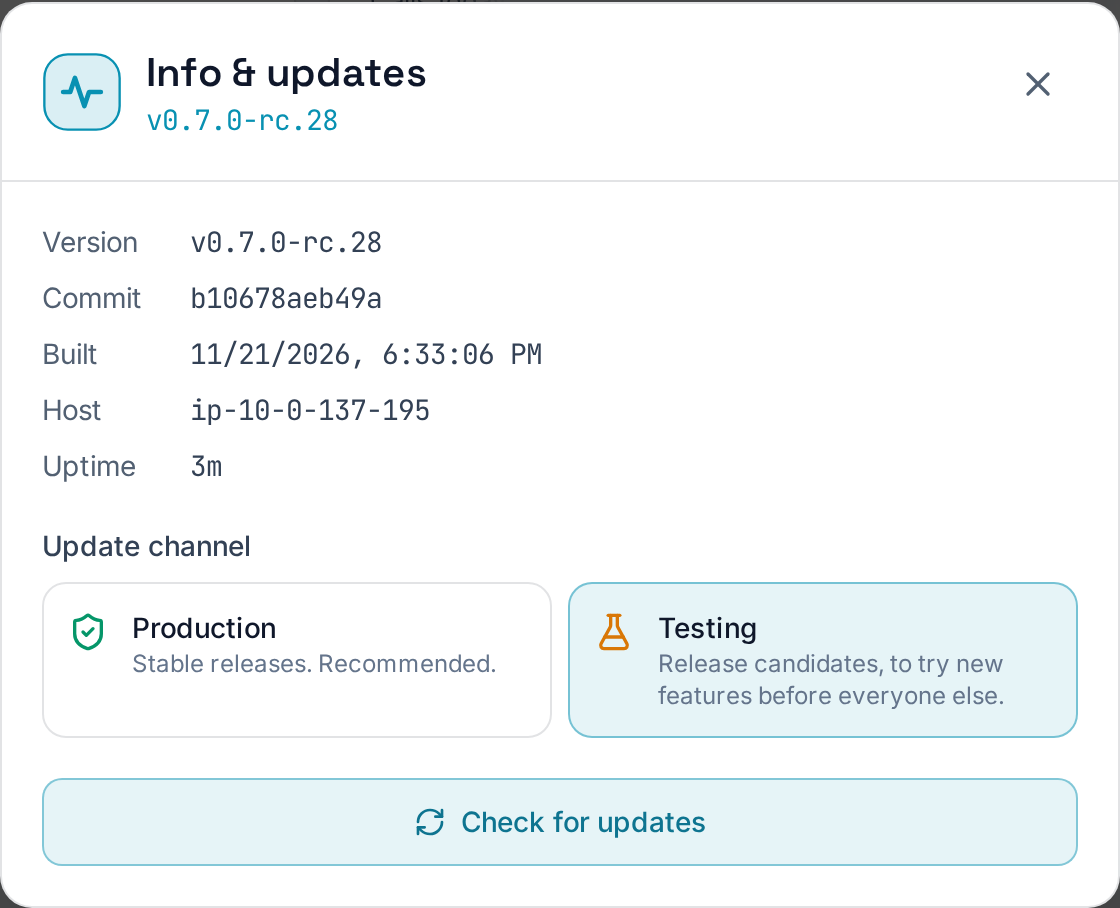 Info & updates
v0.7.0-rc.28
Version v0.7.0-rc.28
Commit b10678aeb49a
Built 11/21/2026, 6:33:06 PM
Host ip-10-0-137-195
Uptime 3m
Update channel
Production
Stable releases. Recommended.
Testing
Release candidates, to try new
features before everyone else.
Check for updates